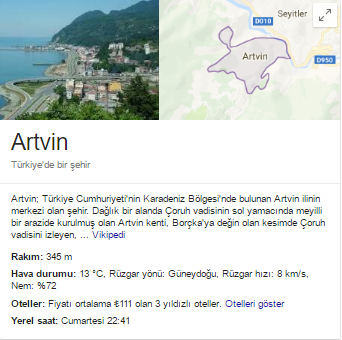 Seyitler
D010
Artvin
D950
Artvin
Türkiye'de bir şehir
Artvin; Türkiye Cumhuriyeti'nin Karadeniz Bölgesi'nde bulunan Artvin ilinin
merkezi olan şehir. Dağlık bir alanda Çoruh vadisinin sol yamacında meyilli
bir arazide kurulmuş olan Artvin kenti, Borçka'ya değin olan kesimde Çoruh
vadisini izleyen, ... Vikipedi
Rakım: 345 m
Hava durumu: 13 °C, Rüzgar yönü: Güneydoğu, Rüzgar hızı: 8 km/s,
Nem: %72
Oteller: Fiyatı ortalama ₺111 olan 3 yıldızlı oteller. Otelleri göster
Yerel saat: Cumartesi 22:41